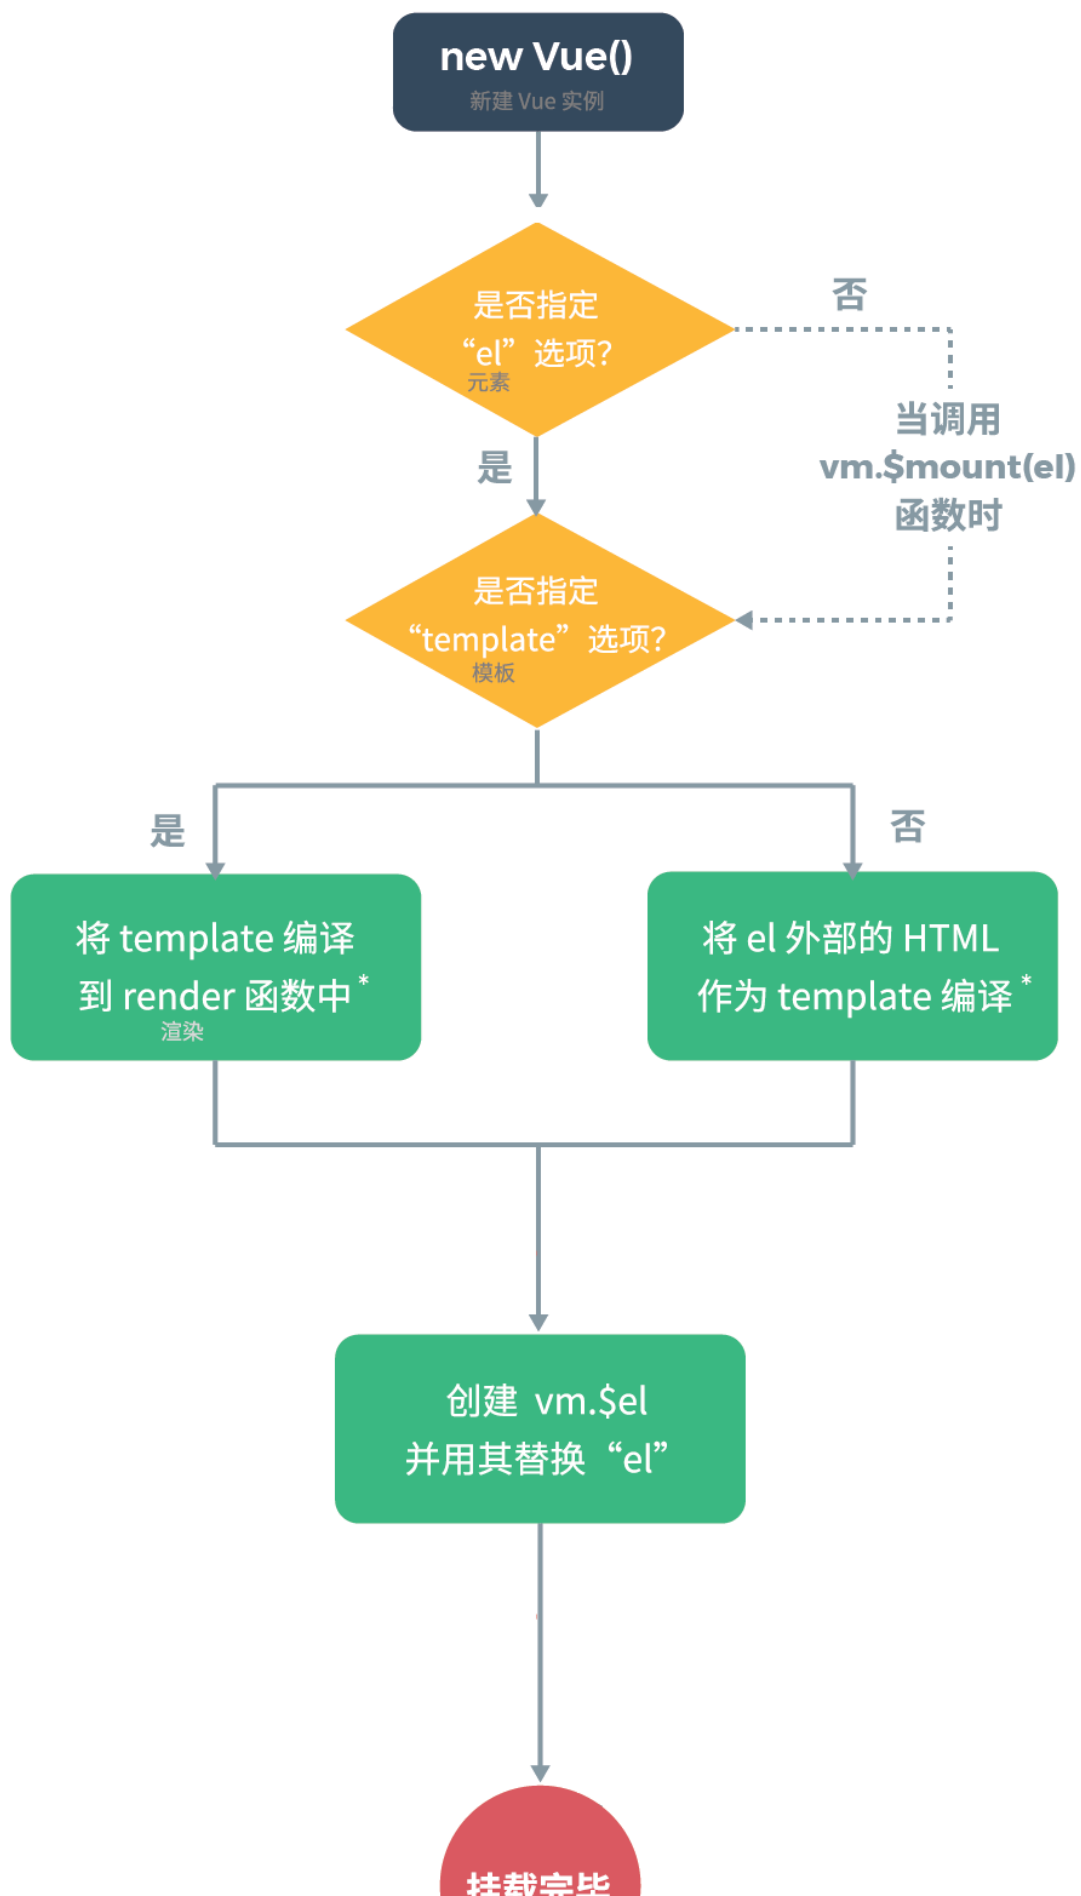 new Vue()
新建 Vue 实例
是否指定
“el” 选项?
元素
否
当调用
vm.$mount(el)
函数时
是
是否指定
“template” 选项?
模板
是
否
将 template 编译
到 render 函数中*
渲染
将 el 外部的 HTML
作为 template 编译*
创建 vm.$el
并用其替换“el”
挂载完毕